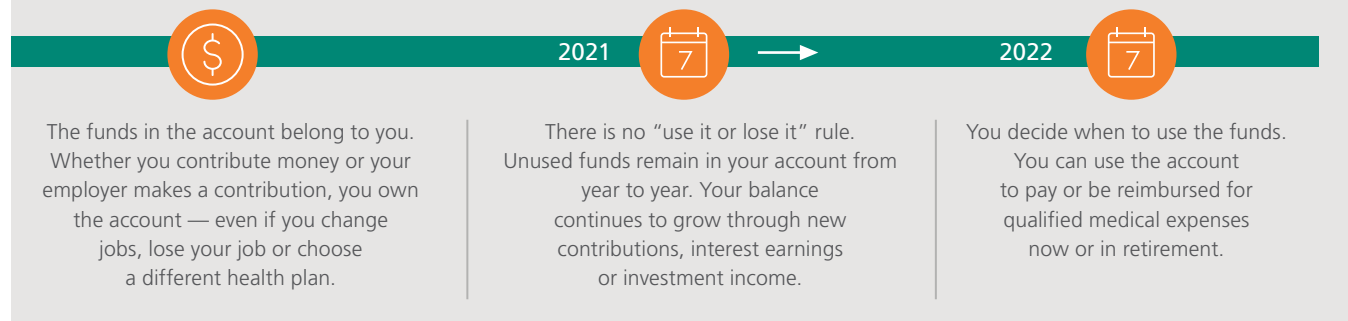 $
2021
7
2022
7
The funds in the account belong to you.
Whether you contribute money or your
employer makes a contribution, you own
the account — even if you change
jobs, lose your job or choose
a different health plan.
There is no “use it or lose it” rule.
Unused funds remain in your account from
year to year. Your balance
continues to grow through new
contributions, interest earnings
or investment income.
You decide when to use the funds.
You can use the account
to pay or be reimbursed for
qualified medical expenses
now or in retirement.